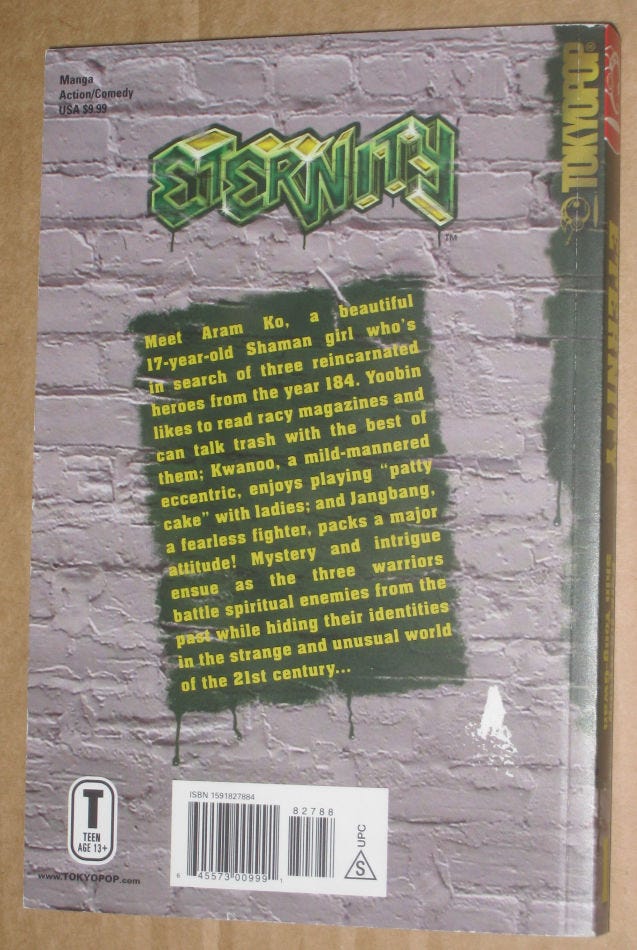 Manga
Action/Comedy
USA $9.99
ETERNITY
TM
Meet Aram Ko, a beautiful
17-year-old Shaman girl who's
in search of three reincarnated
heroes from the year 184. Yoobin
likes to read racy magazines and
can talk trash with the best of
them; Kwanoo, a mild-mannered
eccentric, enjoys playing "patty
cake" with ladies; and Jangbang,
a fearless fighter, packs a major
attitude! Mystery and intrigue
ensue as the three warriors
battle spiritual enemies from the
past while hiding their identities
in the strange and unusual world
of the 21st century...
T
TEEN
AGE 13+
www.TOKYOPOP.com
ISBN 1591827884
82788
6 45573 00999 1
S
UPC
TOKYOPOP®
ETERNITY